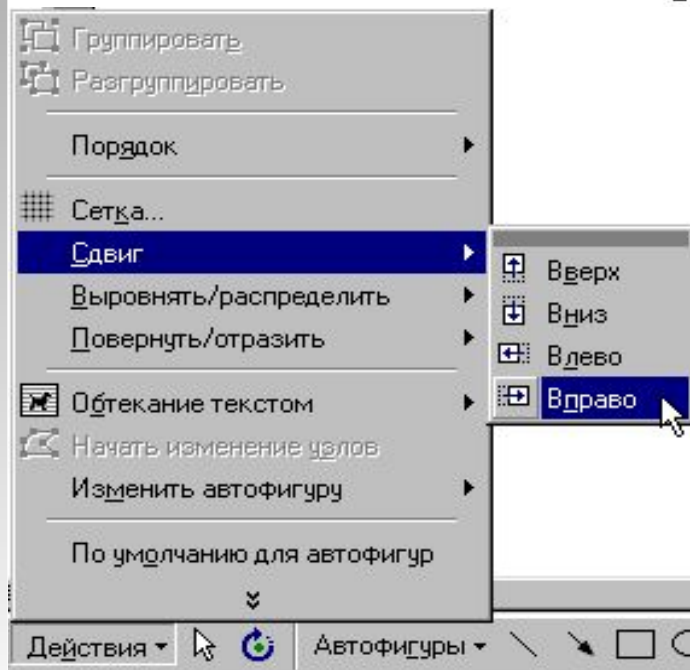 Группировать
Разгруппировать
Порядок
Сетка...
Сдвиг
Выровнять/распределить
Повернуть/отразить
Обтекание текстом
Начать изменение узлов
Изменить автофигуру
По умолчанию для автофигур
Вверх
Вниз
Влево
Вправо
Действия
Автофигуры